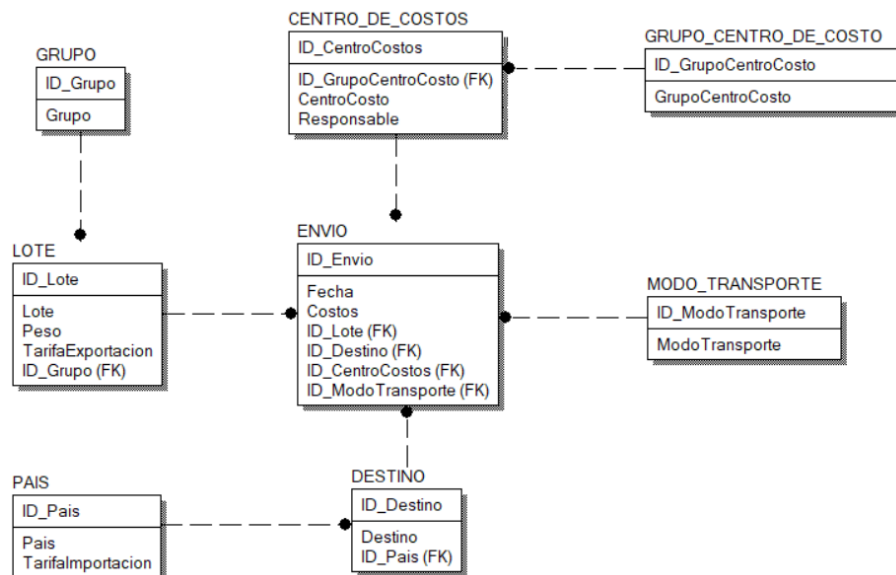 CENTRO_DE_COSTOS
ID_CentroCostos
ID_GrupoCentroCosto (FK)
CentroCosto
Responsable
GRUPO_CENTRO_DE_COSTO
ID_GrupoCentroCosto
GrupoCentroCosto
GRUPO
ID_Grupo
Grupo
LOTE
ID_Lote
Lote
Peso
TarifaExportacion
ID_Grupo (FK)
ENVIO
ID_Envio
Fecha
Costos
ID_Lote (FK)
ID_Destino (FK)
ID_CentroCostos (FK)
ID_ModoTransporte (FK)
MODO_TRANSPORTE
ID_ModoTransporte
ModoTransporte
PAIS
ID_Pais
Pais
TarifaImportacion
DESTINO
ID_Destino
Destino
ID_Pais (FK)